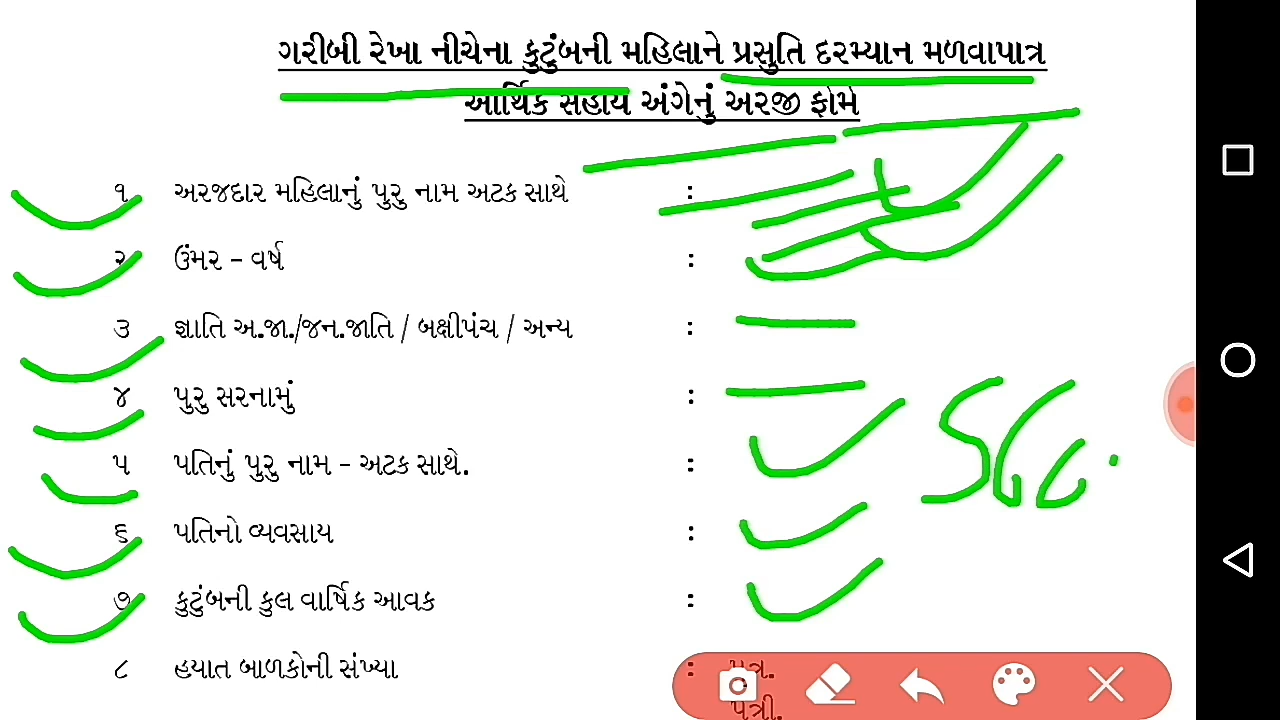 ગરીબી રેખા નીચેના કુટુંબની મહિલાને પ્રસુતિ દરમ્યાન મળવાપાત્ર
આર્થિક સહાય અંગેનું અરજી ફોર્મ
૧ અરજદાર મહિલાનું પુરુ નામ અટક સાથે :
૨ ઉંમર – વર્ષ :
૩ જ્ઞાતિ અ.જા./જન.જાતિ / બક્ષીપંચ / અન્ય :
૪ પુરુ સરનામું :
૫ પતિનું પુરુ નામ – અટક સાથે. :
૬ પતિનો વ્યવસાય :
૭ કુટુંબની કુલ વાર્ષિક આવક :
૮ હયાત બાળકોની સંખ્યા :
પુત્રી.